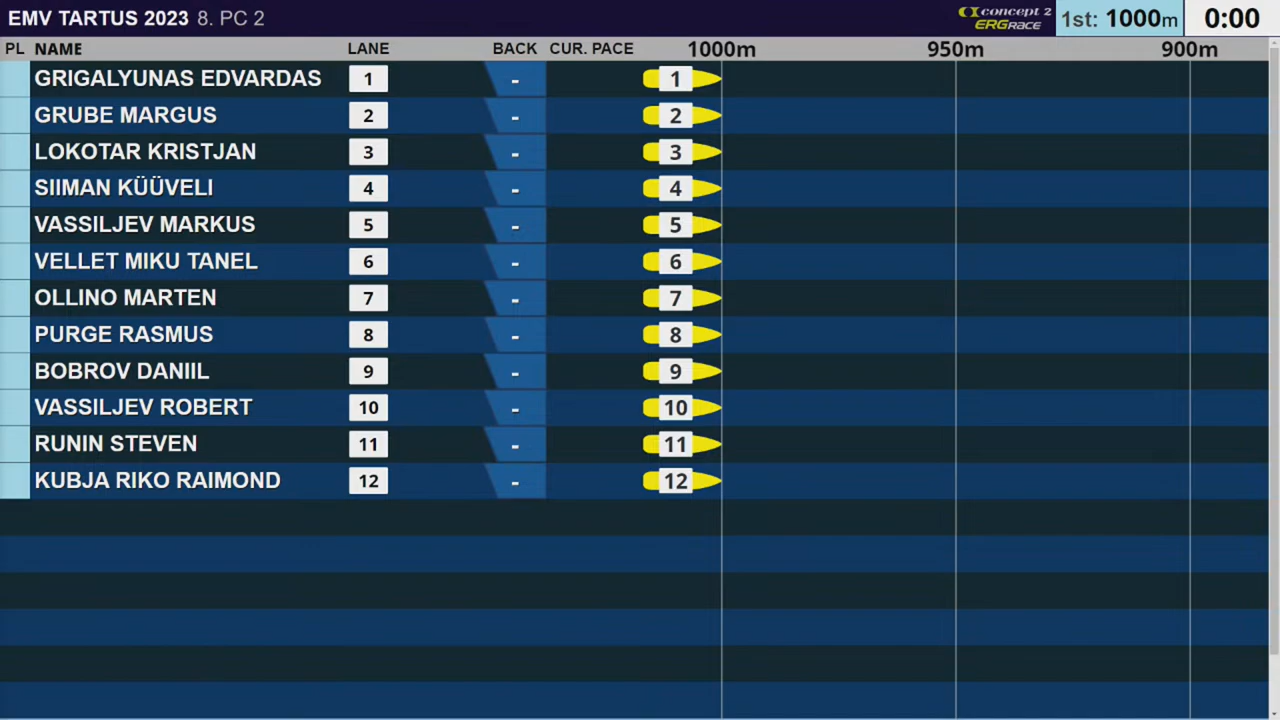 EMV TARTUS 2023 8. PC 2 concept 2 ERGRACE 1st: 1000m 0:00
PL NAME LANE BACK CUR. PACE 1000m 950m 900m
GRIGALYUNAS EDVARDAS 1 - 1
GRUBE MARGUS 2 - 2
LOKOTAR KRISTJAN 3 - 3
SIIMAN KÜÜVELI 4 - 4
VASSILJEV MARKUS 5 - 5
VELLET MIKU TANEL 6 - 6
OLLINO MARTEN 7 - 7
PURGE RASMUS 8 - 8
BOBROV DANIIL 9 - 9
VASSILJEV ROBERT 10 - 10
RUNIN STEVEN 11 - 11
KUBJA RIKO RAIMOND 12 - 12